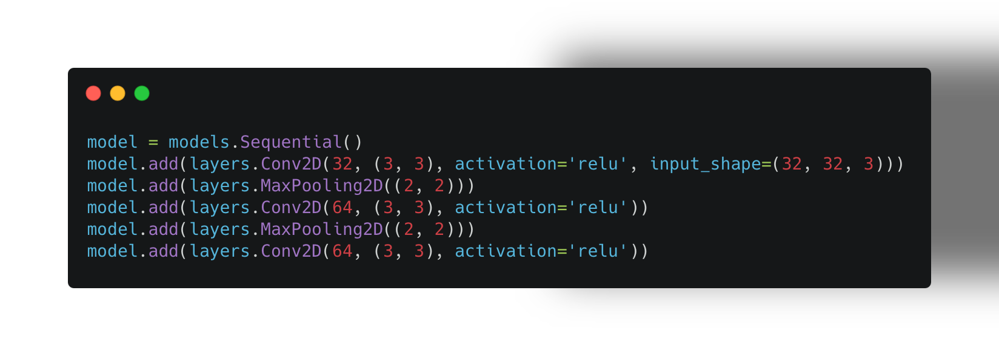 model = models.Sequential()
model.add(layers.Conv2D(32, (3, 3), activation='relu', input_shape=(32, 32, 3)))
model.add(layers.MaxPooling2D((2, 2)))
model.add(layers.Conv2D(64, (3, 3), activation='relu'))
model.add(layers.MaxPooling2D((2, 2)))
model.add(layers.Conv2D(64, (3, 3), activation='relu'))